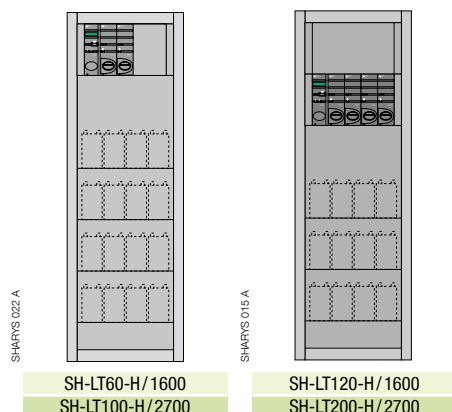 SHARYS 022 A
SHARYS 015 A
SH-LT60-H/1600
SH-LT100-H/2700
SH-LT120-H/1600
SH-LT200-H/2700